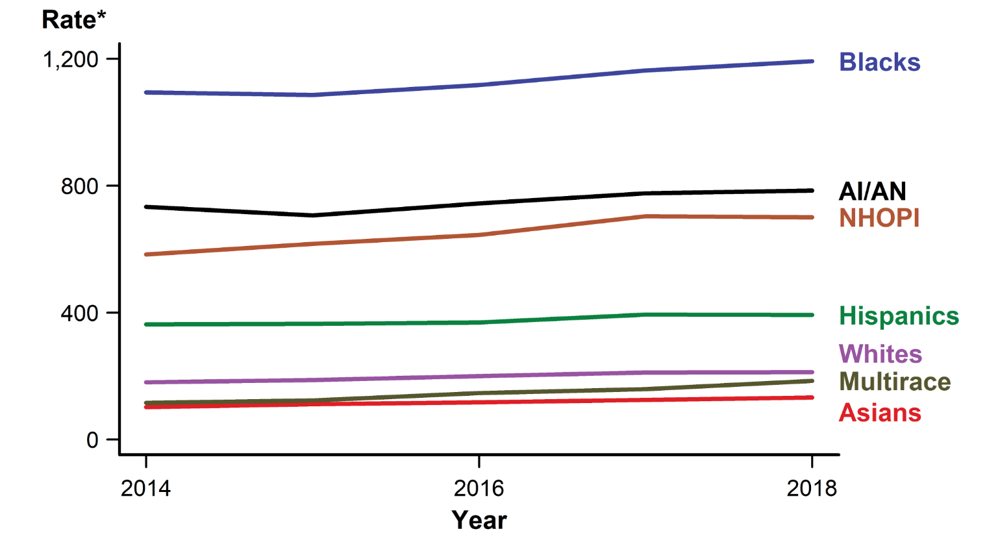 Rate*
1,200
800
400
0
Blacks
AI/AN
NHOPI
Hispanics
Whites
Multirace
Asians
2014 2016 2018
Year